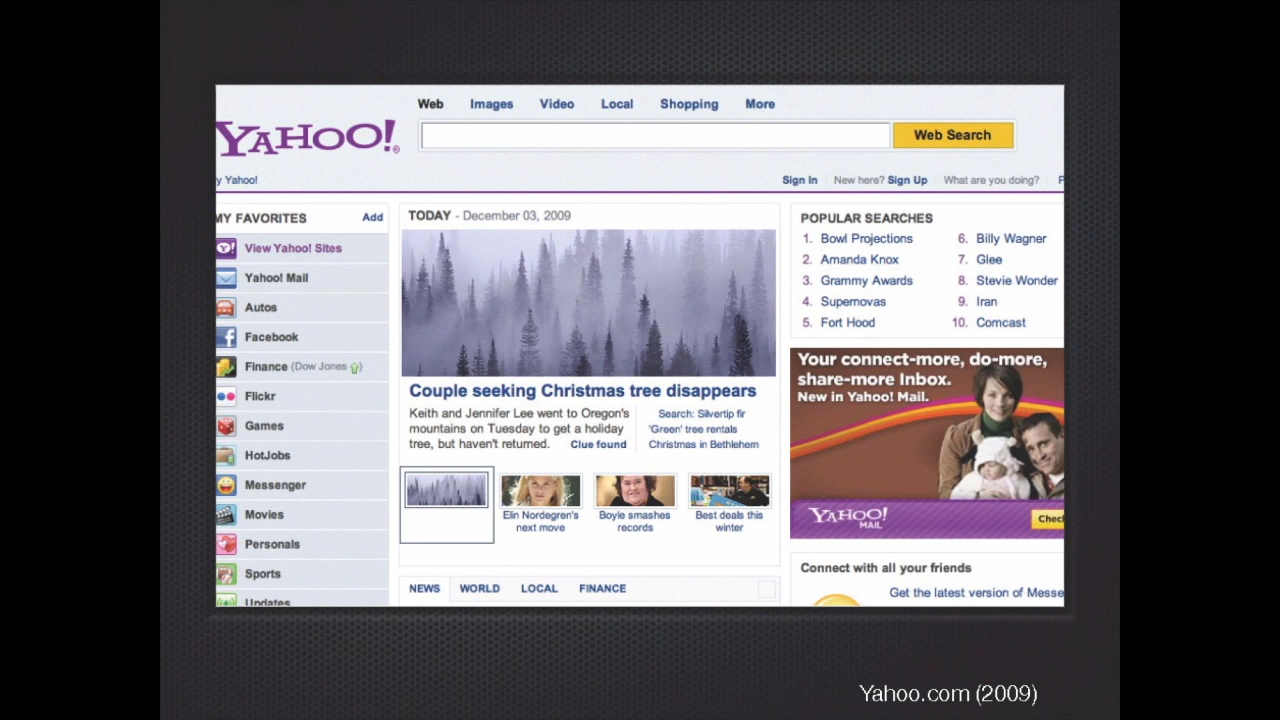 Web Images Video Local Shopping More
YAHOO!®
Web Search
y Yahoo!
Sign In New here? Sign Up What are you doing? P
MY FAVORITES Add
View Yahoo! Sites
Yahoo! Mail
Autos
Facebook
Finance (Dow Jones )
Flickr
Games
HotJobs
Messenger
Movies
Personals
Sports
Updates
TODAY - December 03, 2009
Couple seeking Christmas tree disappears
Keith and Jennifer Lee went to Oregon's
mountains on Tuesday to get a holiday
tree, but haven't returned. Clue found
Search: Silvertip fir
'Green' tree rentals
Christmas in Bethlehem
Elin Nordegren's
next move
Boyle smashes
records
Best deals this
winter
NEWS WORLD LOCAL FINANCE
POPULAR SEARCHES
1. Bowl Projections
2. Amanda Knox
3. Grammy Awards
4. Supernovas
5. Fort Hood
6. Billy Wagner
7. Glee
8. Stevie Wonder
9. Iran
10. Comcast
Your connect-more, do-more,
share-more Inbox.
New in Yahoo! Mail.
YAHOO!
MAIL
Check
Connect with all your friends
Get the latest version of Messe
Yahoo.com (2009)